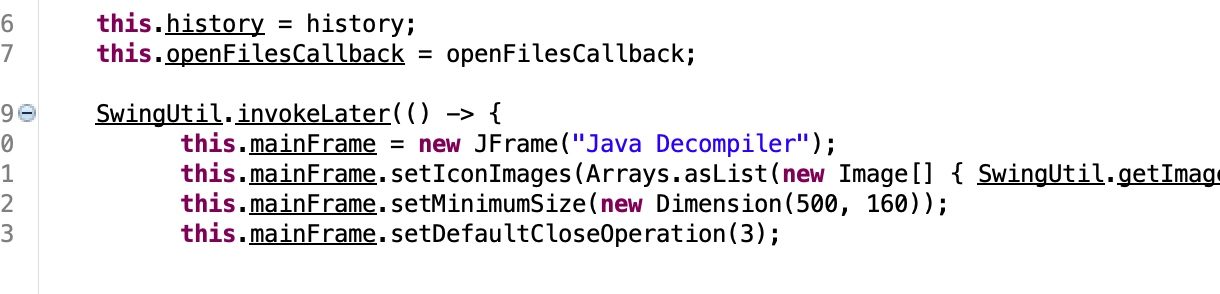 6 this.history = history;
7 this.openFilesCallback = openFilesCallback;
9 SwingUtil.invokeLater(() -> {
0 this.mainFrame = new JFrame("Java Decompiler");
1 this.mainFrame.setIconImages(Arrays.asList(new Image[] { SwingUtil.getImage
2 this.mainFrame.setMinimumSize(new Dimension(500, 160));
3 this.mainFrame.setDefaultCloseOperation(3);